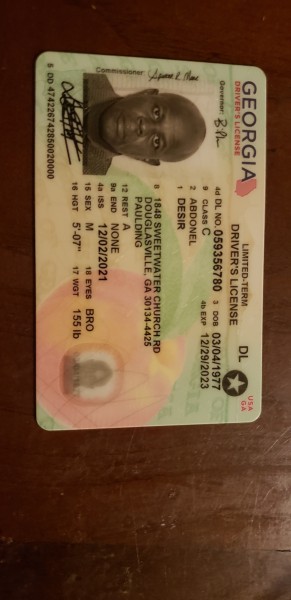 GEORGIA
DRIVER'S LICENSE
USA
GA
LIMITED-TERM
DRIVER'S LICENSE
DL
Governor:
Commissioner:
4d DL NO. 059356780 3 DOB 03/04/1977
9 CLASS C 4b EXP 12/29/2023
2 ABDONEL
1 DESIR
8 1848 SWEETWATER CHURCH RD
DOUGLASVILLE, GA 30134-4425
PAULDING
12 REST A
9a END NONE
4a ISS 12/02/2021
15 SEX M 18 EYES BRO
16 HGT 5'-07" 17 WGT 155 lb
5 DD 474226742850020000